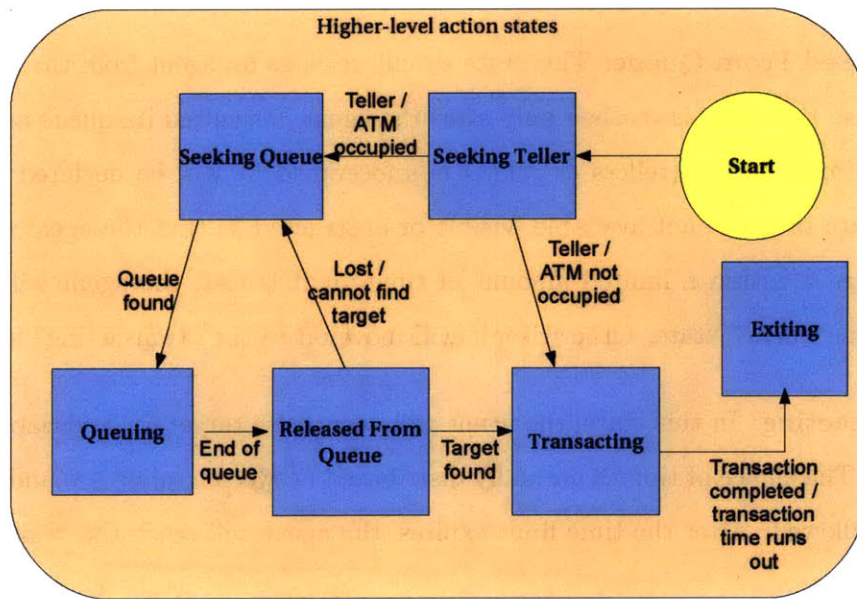 Higher-level action states
Teller /
ATM
occupied
Seeking Queue
Seeking Teller
Start
Queue
found
Lost /
cannot find
target
Teller /
ATM not
occupied
Exiting
Queuing
End of
queue
Released From
Queue
Target
found
Transacting
Transaction
completed /
transaction
time runs
out